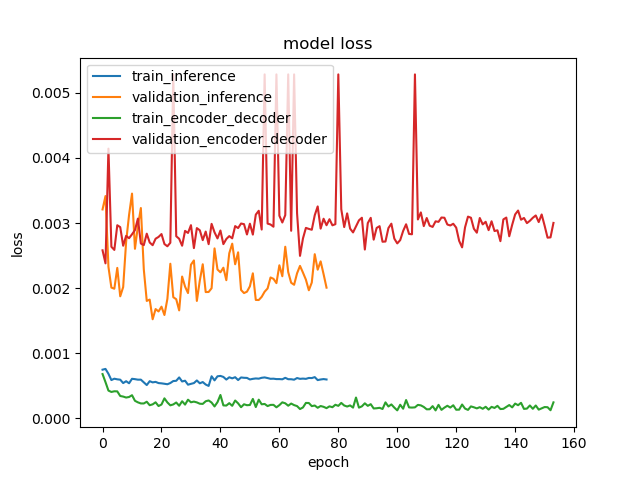 model loss
train_inference
validation_inference
train_encoder_decoder
validation_encoder_decoder
loss
0.005
0.004
0.003
0.002
0.001
0.000
0 20 40 60 80 100 120 140 160
epoch